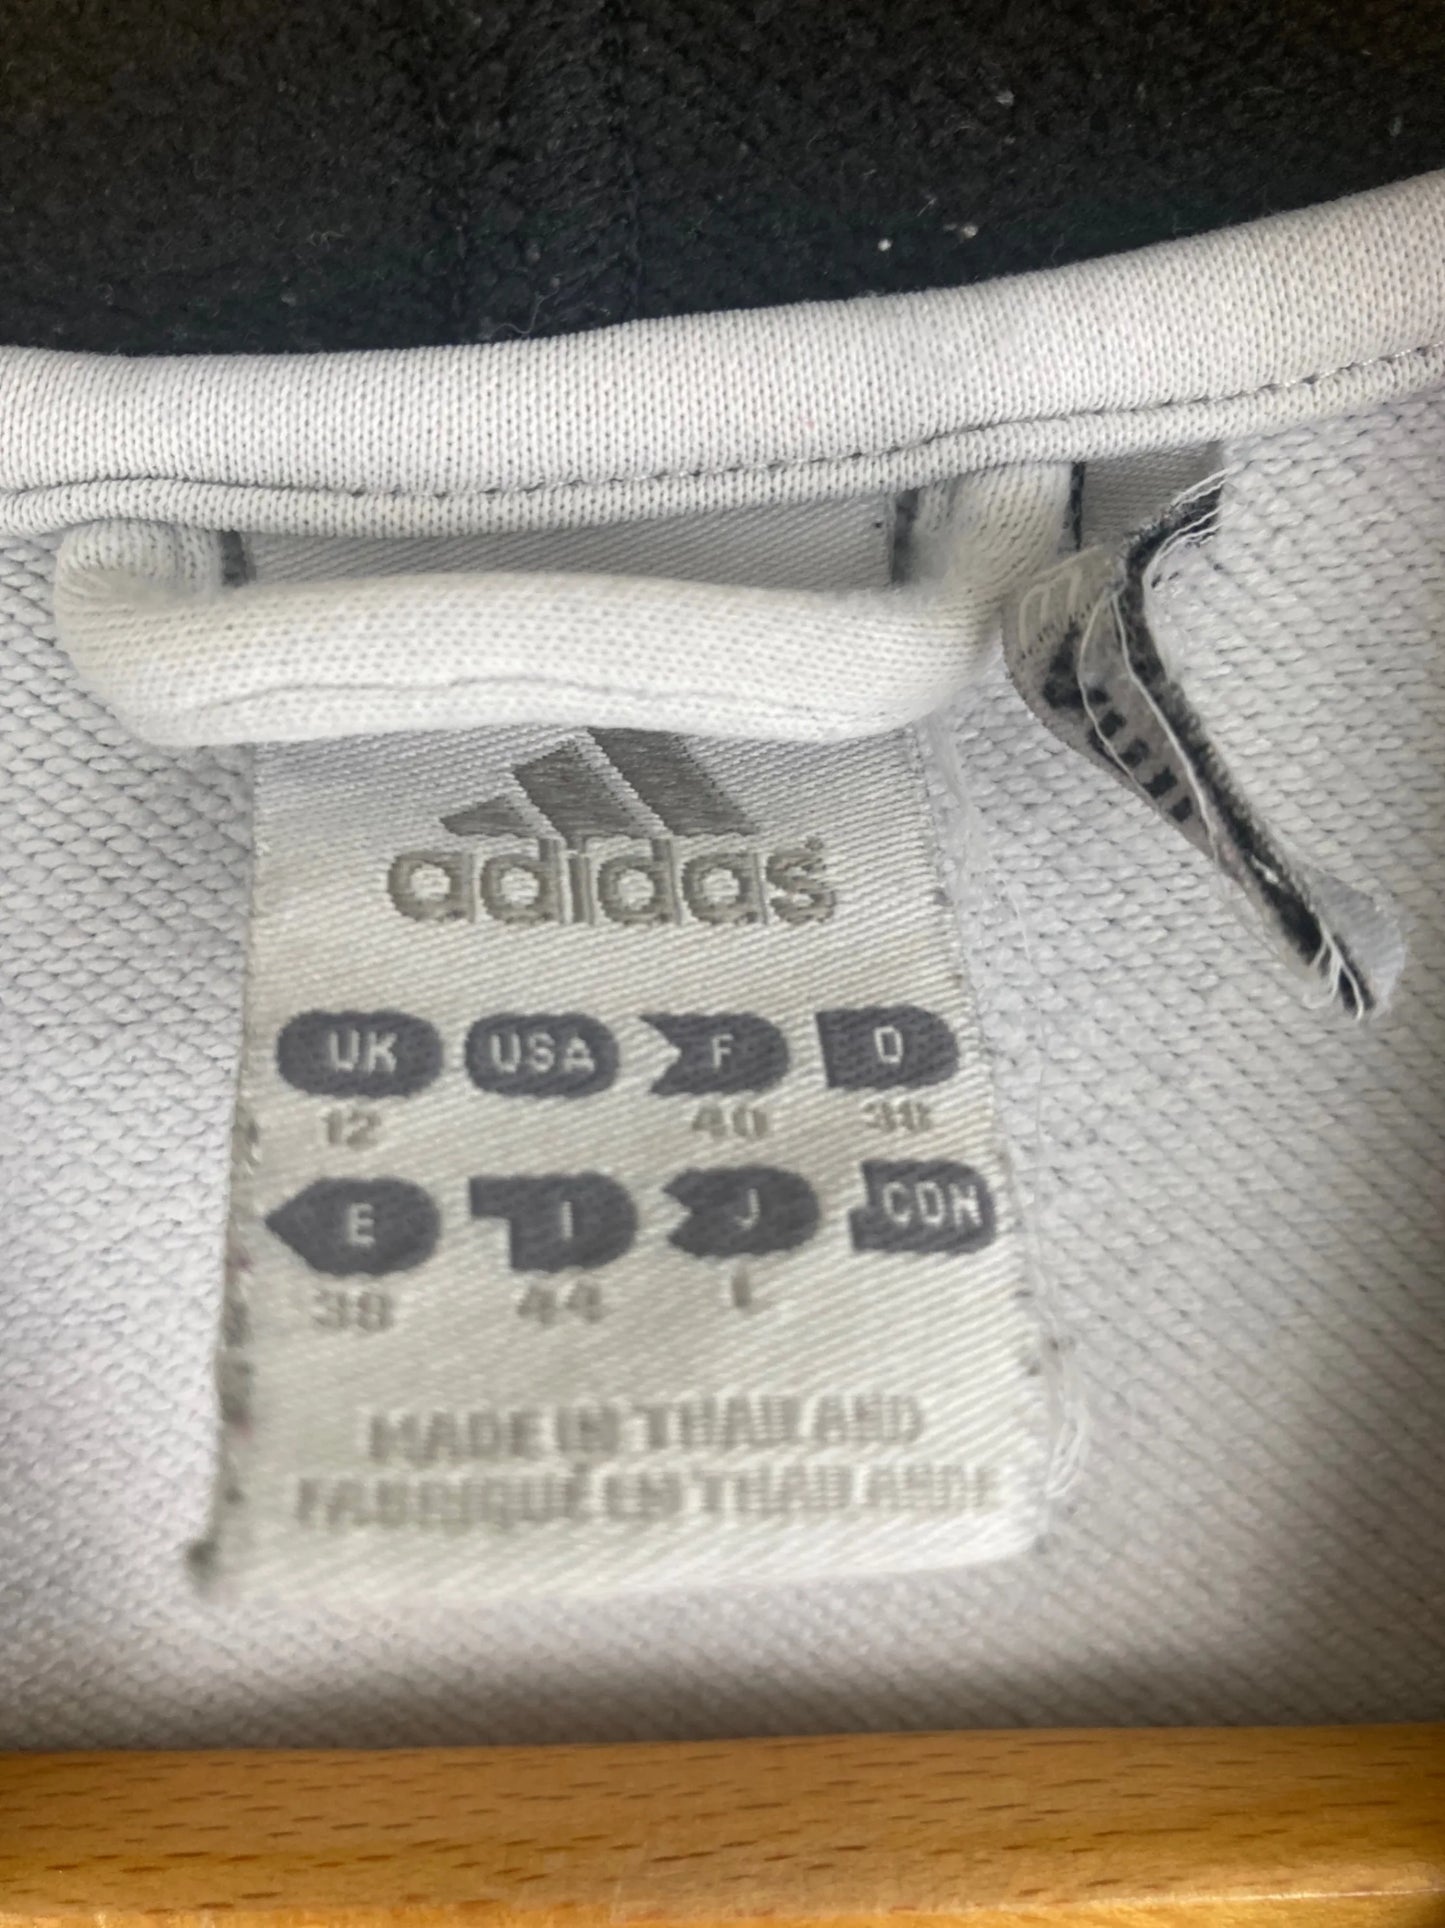 adidas
UK USA F D
12 40 38
E I J CDN
38 44 L
MADE IN THAILAND
FABRIQUÉ EN THAILANDE